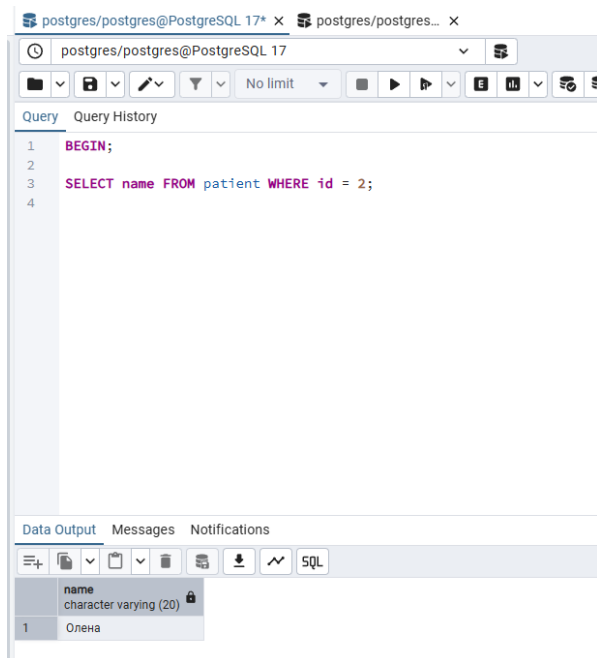 postgres/postgres@PostgreSQL 17* postgres/postgres...
postgres/postgres@PostgreSQL 17
No limit
Query Query History
1 BEGIN;
2
3 SELECT name FROM patient WHERE id = 2;
4
Data Output Messages Notifications
SQL
name
character varying (20)
1 Олена